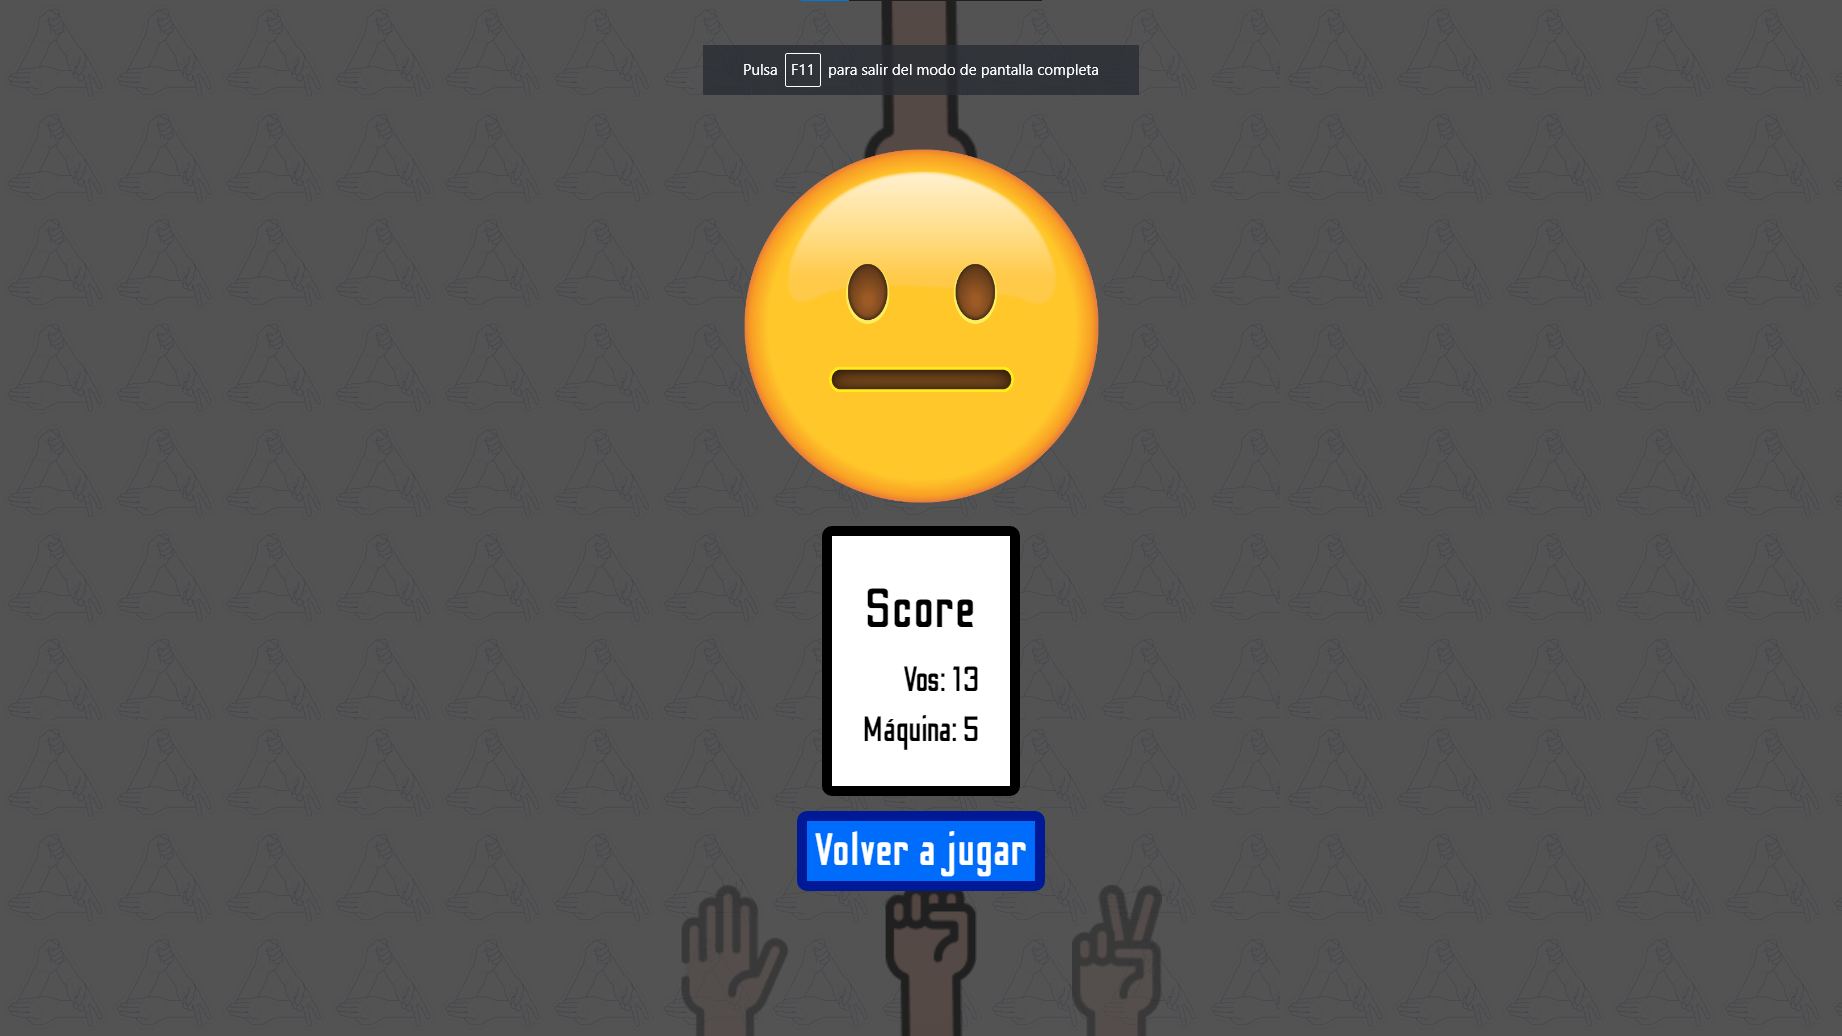 Pulsa F11 para salir del modo de pantalla completa
Score
Vos: 13
Máquina: 5
Volver a jugar